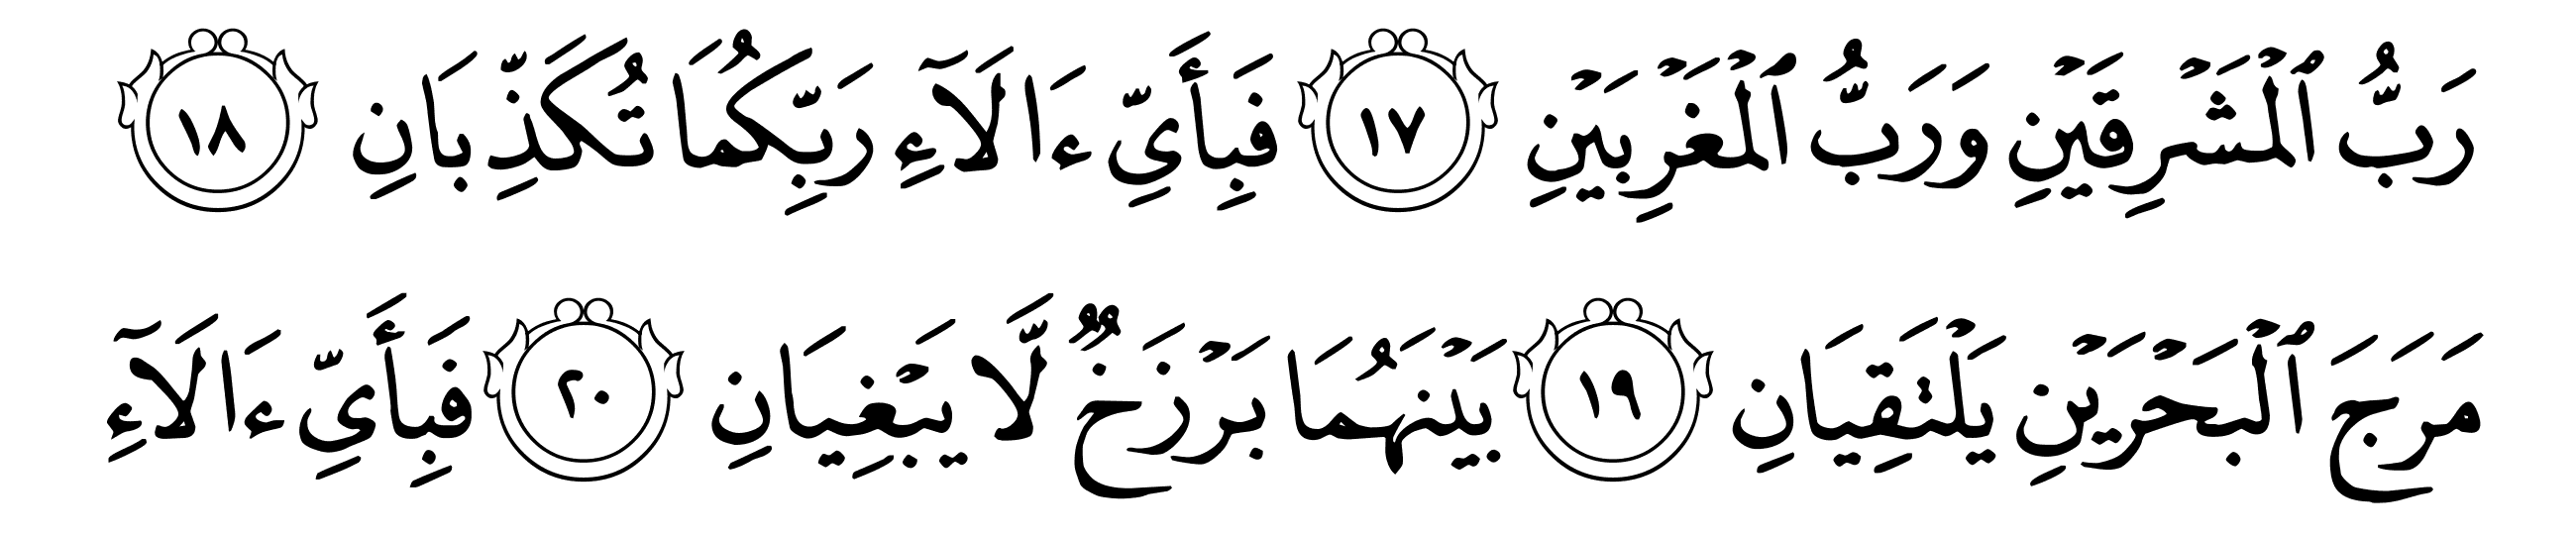 رَبُّ ٱلْمَشْرِقَيْنِ وَرَبُّ ٱلْمَغْرِبَيْنِ ١٧ فَبِأَيِّ ءَالَآءِ رَبِّكُمَا تُكَذِّبَانِ ١٨
مَرَجَ ٱلْبَحْرَيْنِ يَلْتَقِيَانِ ١٩ بَيْنَهُمَا بَرْزَخٌ لَّا يَبْغِيَانِ ٢٠ فَبِأَيِّ ءَالَآءِ